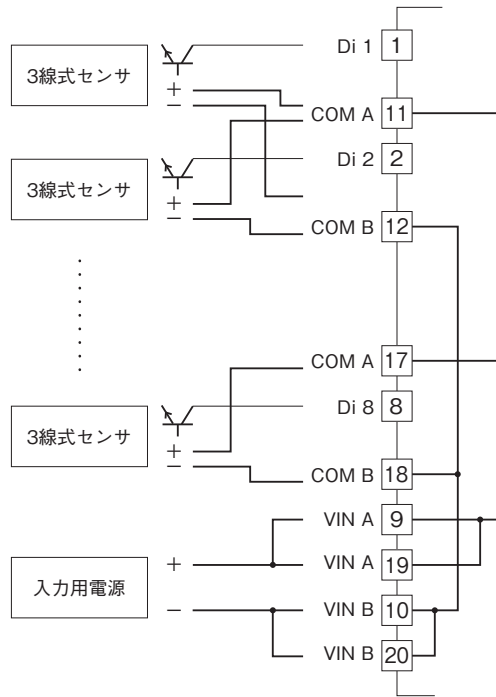 Di 1 1
3線式センサ
+
−
COM A 11
Di 2 2
3線式センサ
+
−
COM B 12
COM A 17
Di 8 8
3線式センサ
+
−
COM B 18
VIN A 9
入力用電源
+
VIN A 19
−
VIN B 10
VIN B 20